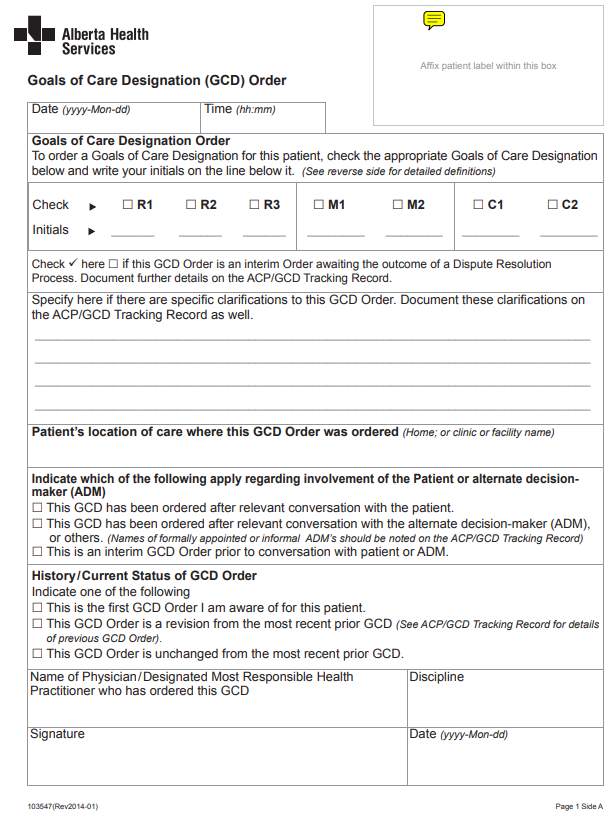 Alberta Health
Services
Affix patient label within this box
Goals of Care Designation (GCD) Order
Date (yyyy-Mon-dd)
Time (hh:mm)
Goals of Care Designation Order
To order a Goals of Care Designation for this patient, check the appropriate Goals of Care Designation
below and write your initials on the line below it. (See reverse side for detailed definitions)
Check ▶ ☐ R1 ☐ R2 ☐ R3 ☐ M1 ☐ M2 ☐ C1 ☐ C2
Initials ▶ ______ ______ ______ ________ ________ ________ ________
Check ✓ here ☐ if this GCD Order is an interim Order awaiting the outcome of a Dispute Resolution
Process. Document further details on the ACP/GCD Tracking Record.
Specify here if there are specific clarifications to this GCD Order. Document these clarifications on
the ACP/GCD Tracking Record as well.
Patient's location of care where this GCD Order was ordered (Home; or clinic or facility name)
Indicate which of the following apply regarding involvement of the Patient or alternate decision-
maker (ADM)
☐ This GCD has been ordered after relevant conversation with the patient.
☐ This GCD has been ordered after relevant conversation with the alternate decision-maker (ADM),
or others. (Names of formally appointed or informal ADM's should be noted on the ACP/GCD Tracking Record)
☐ This is an interim GCD Order prior to conversation with patient or ADM.
History/Current Status of GCD Order
Indicate one of the following
☐ This is the first GCD Order I am aware of for this patient.
☐ This GCD Order is a revision from the most recent prior GCD (See ACP/GCD Tracking Record for details
of previous GCD Order).
☐ This GCD Order is unchanged from the most recent prior GCD.
Name of Physician/Designated Most Responsible Health
Practitioner who has ordered this GCD
Discipline
Signature
Date (yyyy-Mon-dd)
103547(Rev2014-01)
Page 1 Side A